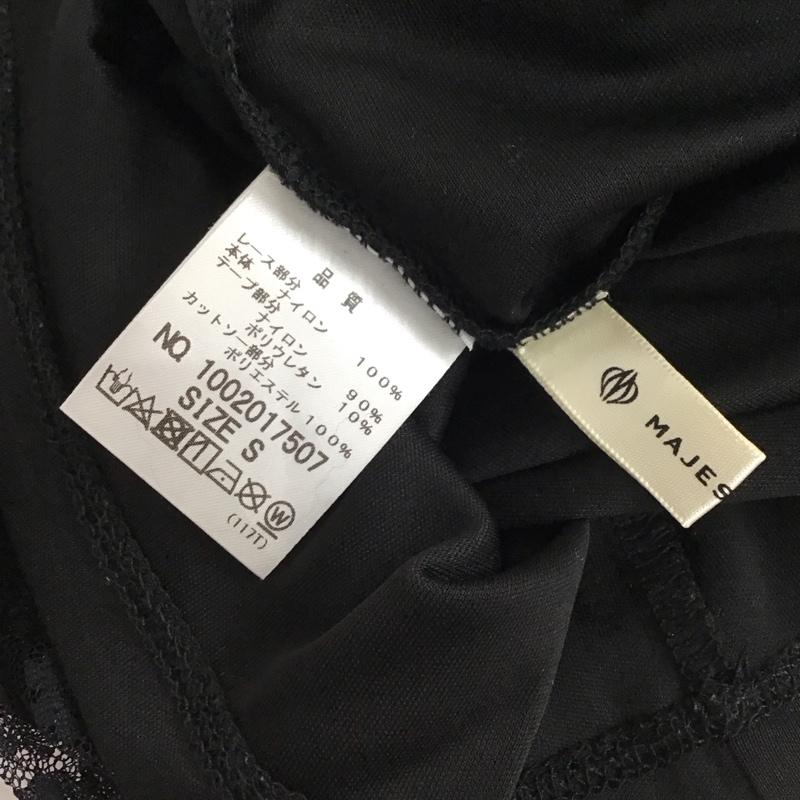 品質
レース部分
本体 ナイロン 100%
テープ部分
ナイロン 90%
ポリウレタン 10%
カットソー部分
ポリエステル 100%
NO. 1002017507
SIZE S
W
(117T)
MAJES